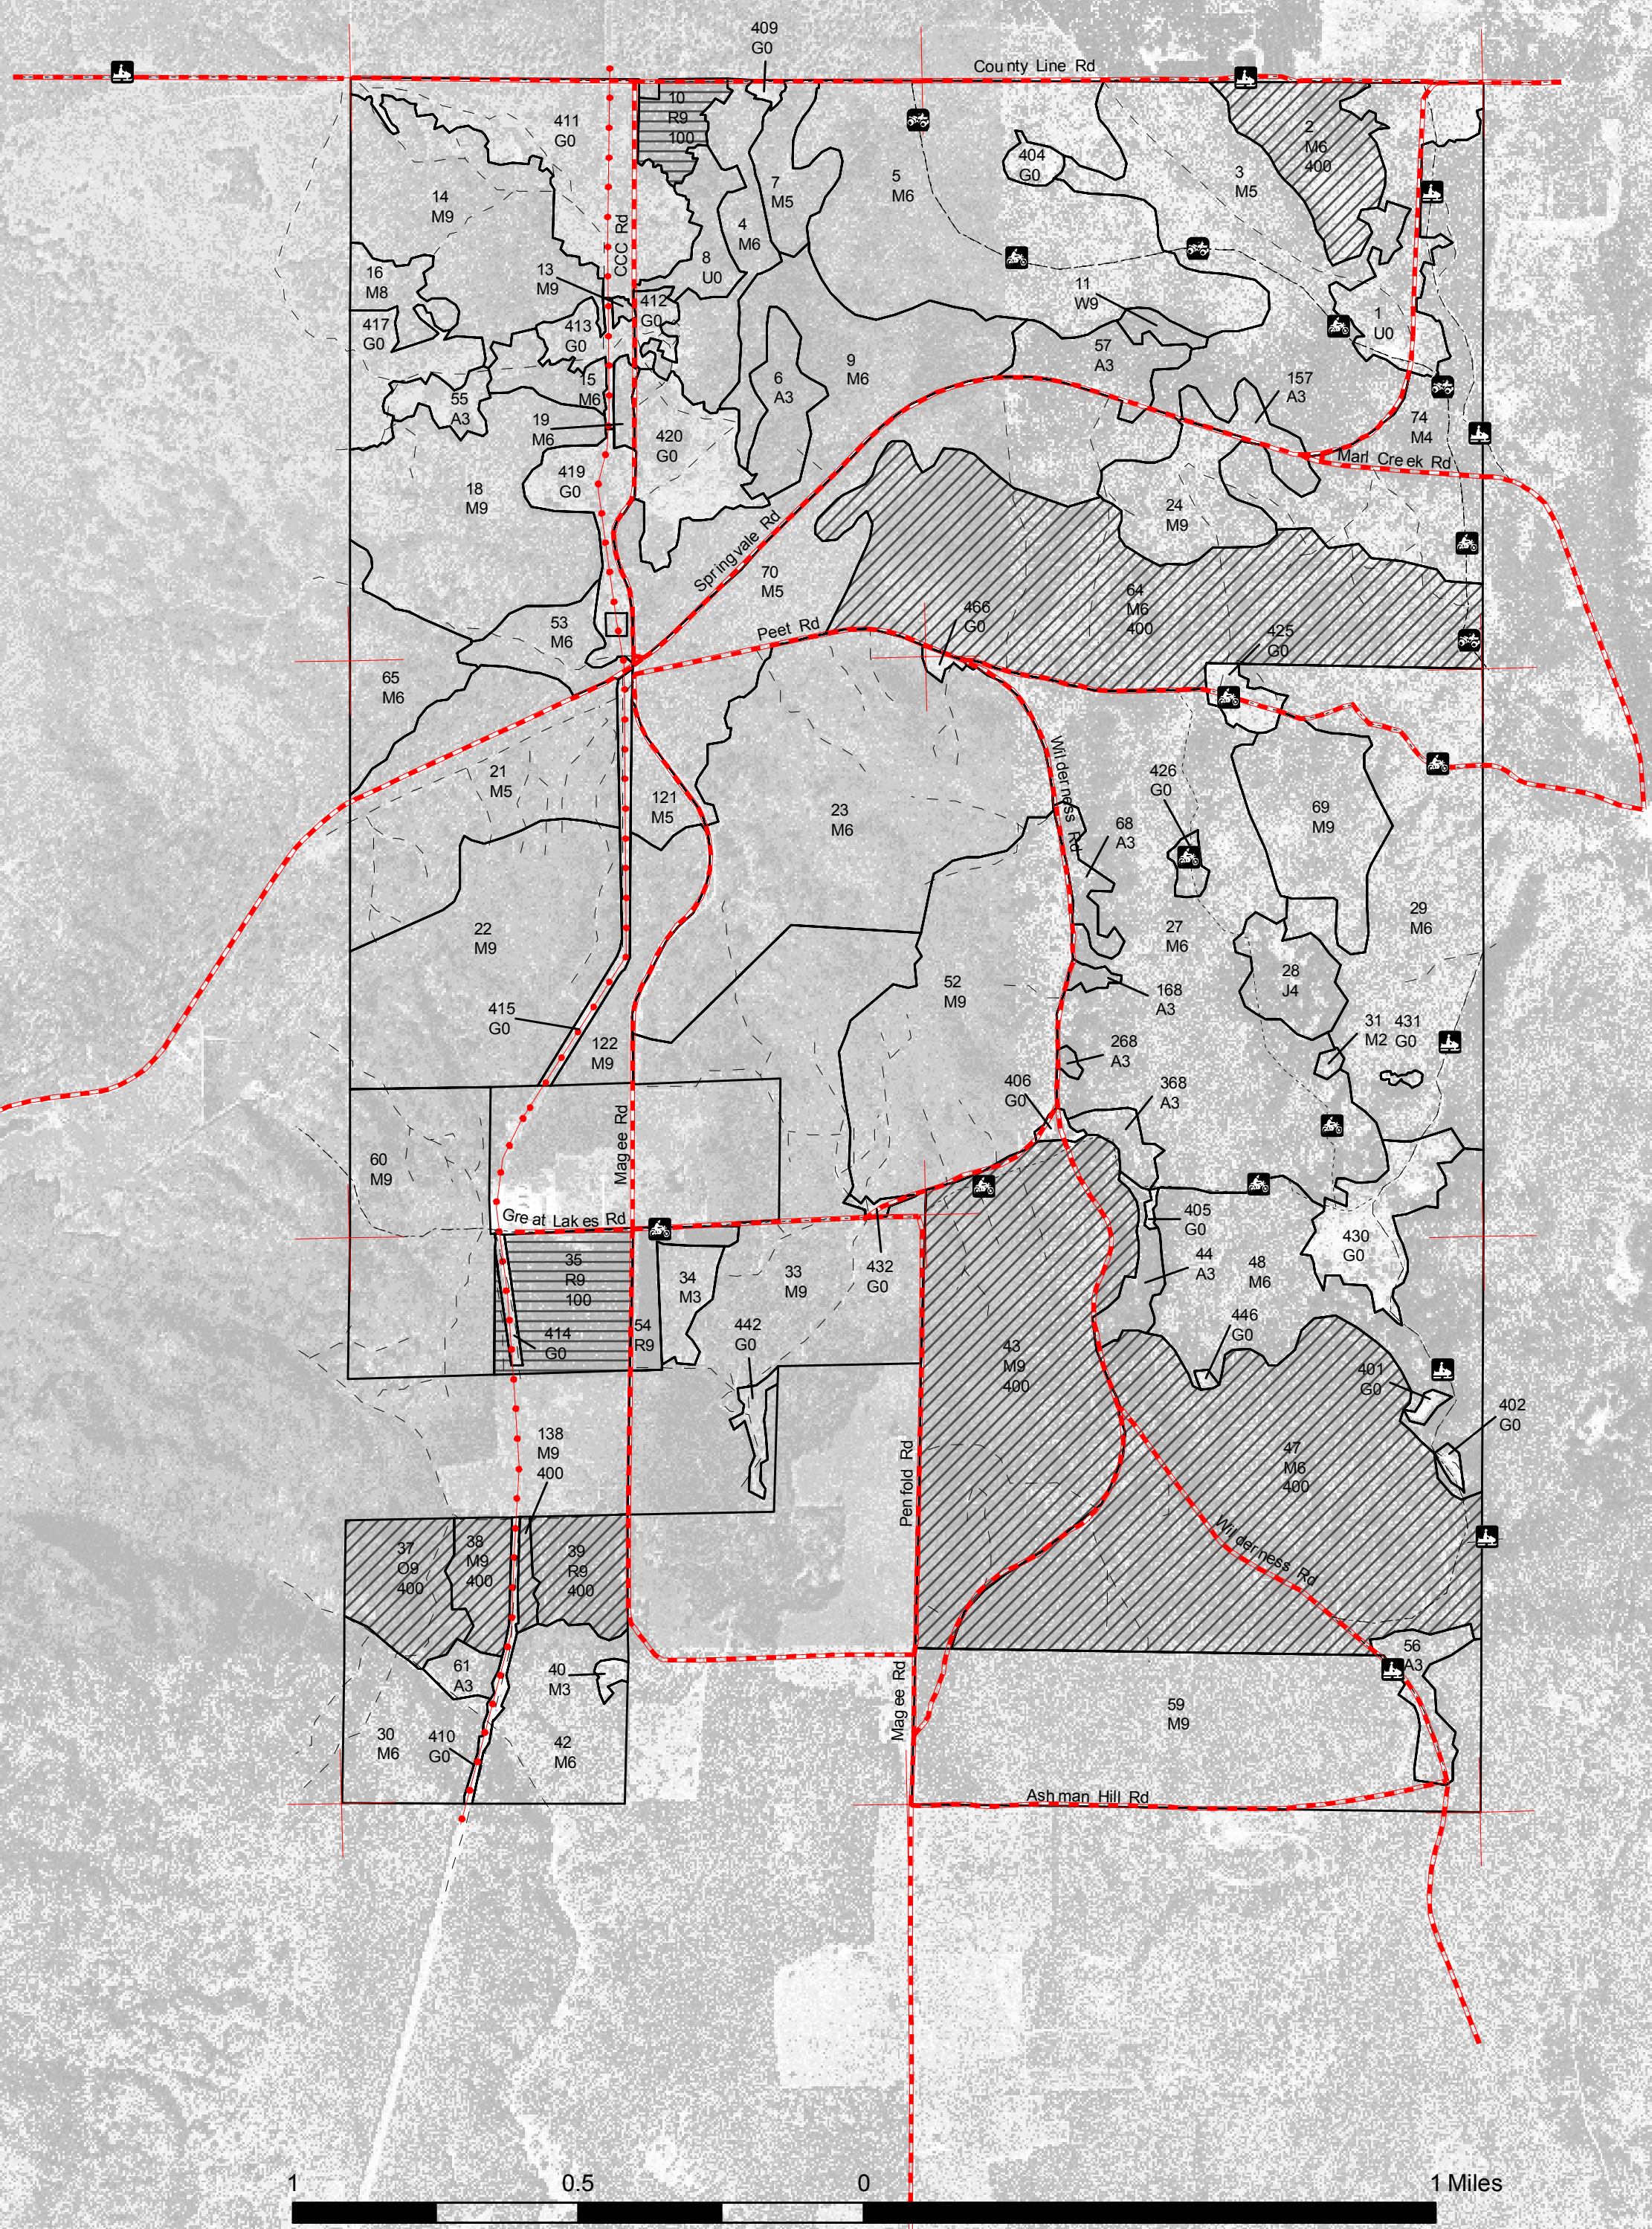 409
G0
County Line Rd
10
R9
100
411
G0
2
M6
400
404
G0
3
M5
7
M5
5
M6
14
M9
4
M6
CCC Rd
8
U0
16
M8
13
M9
412
G0
11
W9
1
U0
417
G0
413
G0
57
A3
9
M6
6
A3
15
M6
157
A3
55
A3
19
M6
420
G0
74
M4
Marl Creek Rd
419
G0
18
M9
24
M9
Springvale Rd
70
M5
64
M6
400
466
G0
53
M6
Peet Rd
425
G0
65
M6
21
M5
121
M5
23
M6
Wilderness Rd
426
G0
68
A3
69
M9
22
M9
27
M6
29
M6
52
M9
28
J4
168
A3
415
G0
122
M9
268
A3
31
M2
431
G0
406
G0
368
A3
60
M9
Magee Rd
Great Lakes Rd
405
G0
430
G0
35
R9
100
34
M3
33
M9
432
G0
44
A3
48
M6
414
G0
54
R9
442
G0
446
G0
43
M9
400
401
G0
402
G0
138
M9
400
Penfold Rd
47
M6
400
37
O9
400
38
M9
400
39
R9
400
Wilderness Rd
61
A3
40
M3
56
A3
Magee Rd
59
M9
30
M6
410
G0
42
M6
Ashman Hill Rd
1 0.5 0 1 Miles